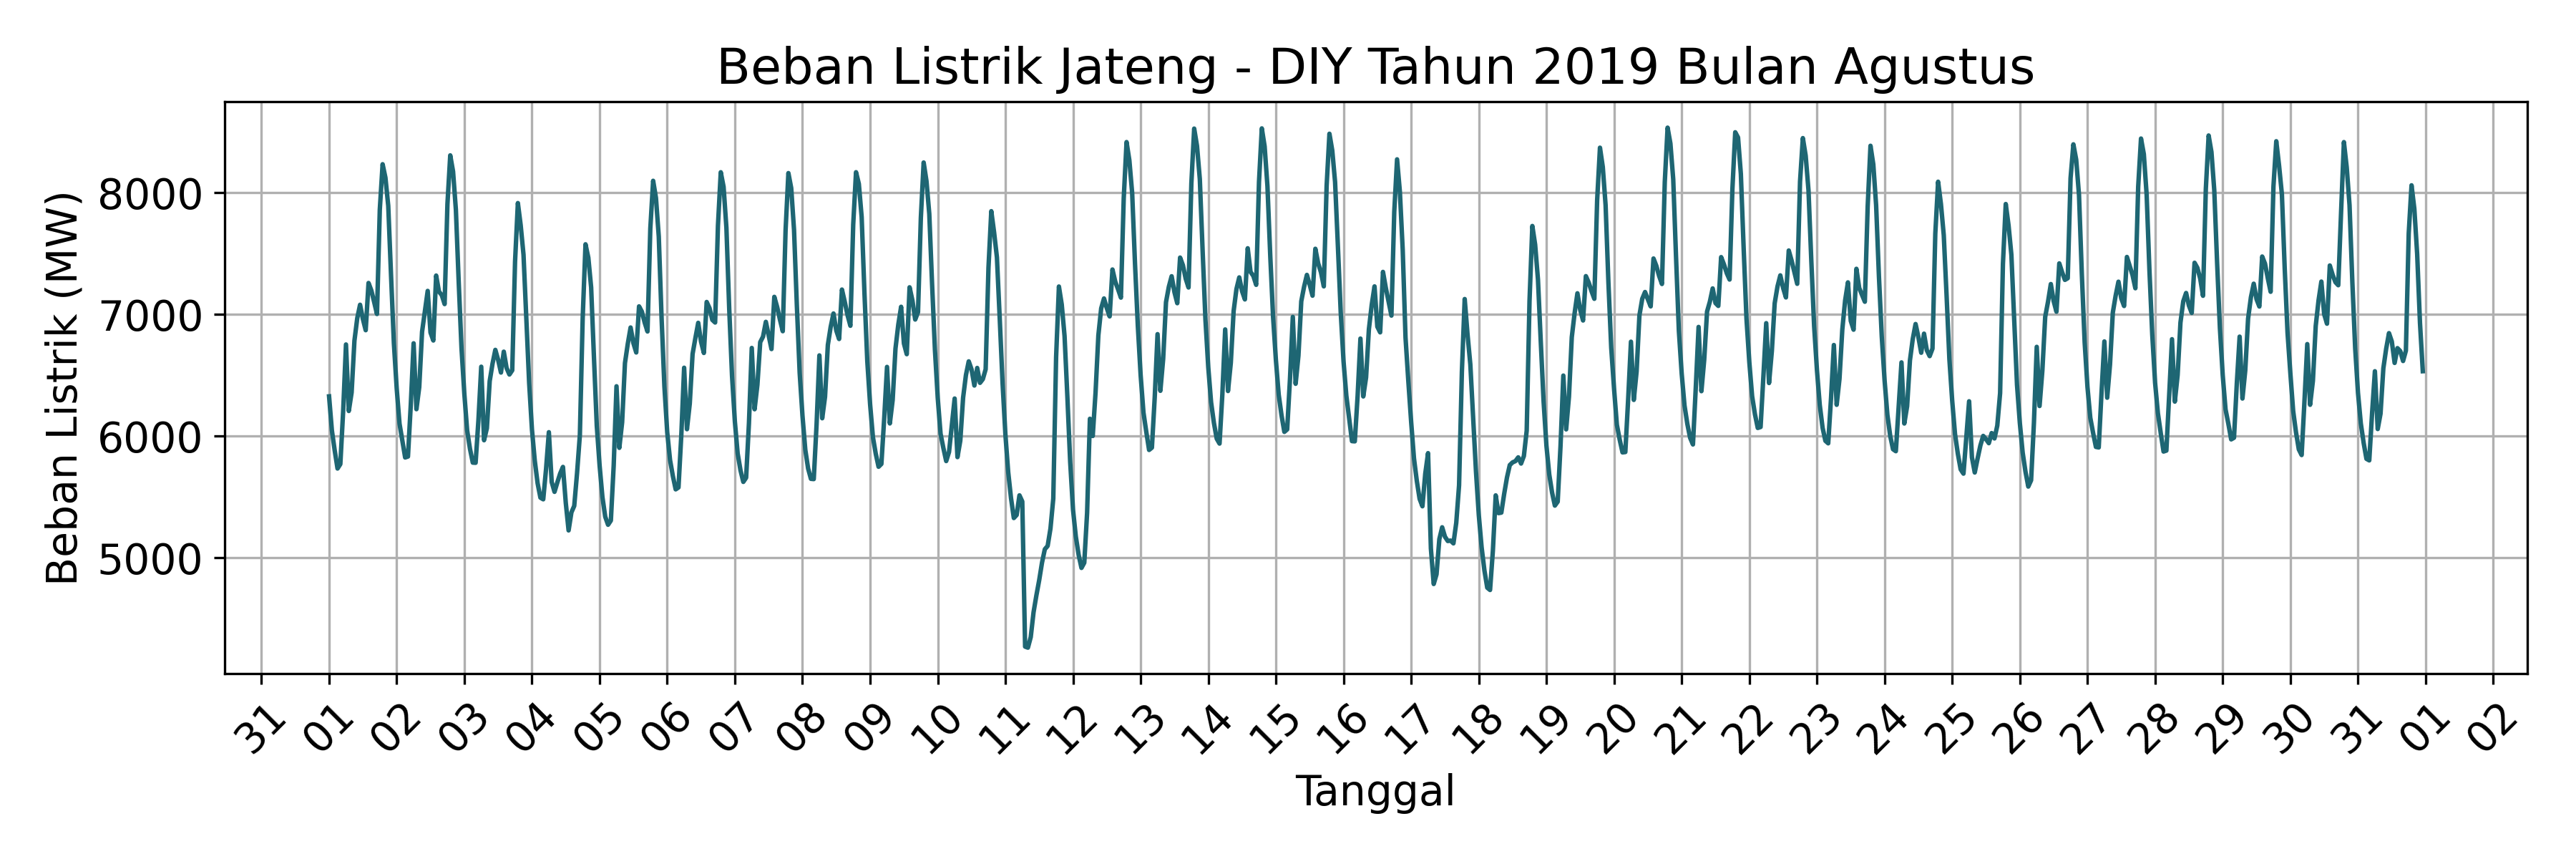 Beban Listrik Jateng - DIY Tahun 2019 Bulan Agustus
Beban Listrik (MW)
8000
7000
6000
5000
31 01 02 03 04 05 06 07 08 09 10 11 12 13 14 15 16 17 18 19 20 21 22 23 24 25 26 27 28 29 30 31 01 02
Tanggal